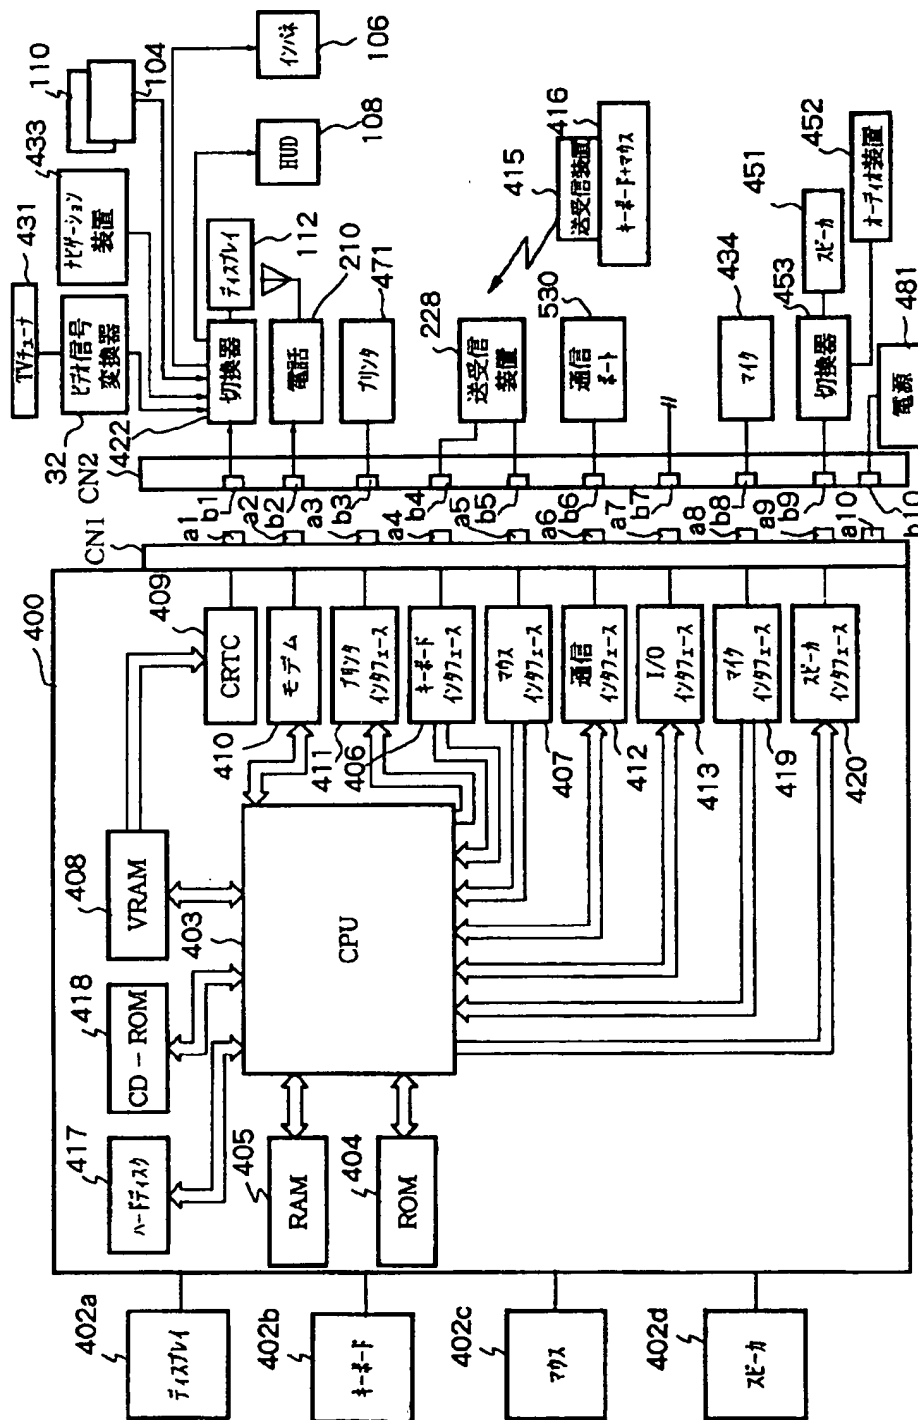 110
104
433
ナビゲーション
装置
431
TVチューナ
ビデオ信号
変換器
32
422
CN2
インパネ
106
HUD
108
ディスプレイ
112
切換器
電話
210
プリンタ
471
送受信
装置
228
通信
ポート
530
415
送受信装置
416
キーボード+マウス
マイク
434
切換器
453
スピーカ
451
オーディオ装置
452
電源
481
b1
b2
b3
b4
b5
b6
b7
b8
b9
b10
a1
a2
a3
a4
a5
a6
a7
a8
a9
a10
CN1
400
409
CRTC
モデム
410
プリンタ
インタフェース
411
キーボード
インタフェース
406
マウス
インタフェース
407
通信
インタフェース
412
I/O
インタフェース
413
マイク
インタフェース
419
スピーカ
インタフェース
420
408
VRAM
403
CPU
418
CD-ROM
417
ハードディスク
405
RAM
404
ROM
402a
ディスプレイ
402b
キーボード
402c
マウス
402d
スピーカ